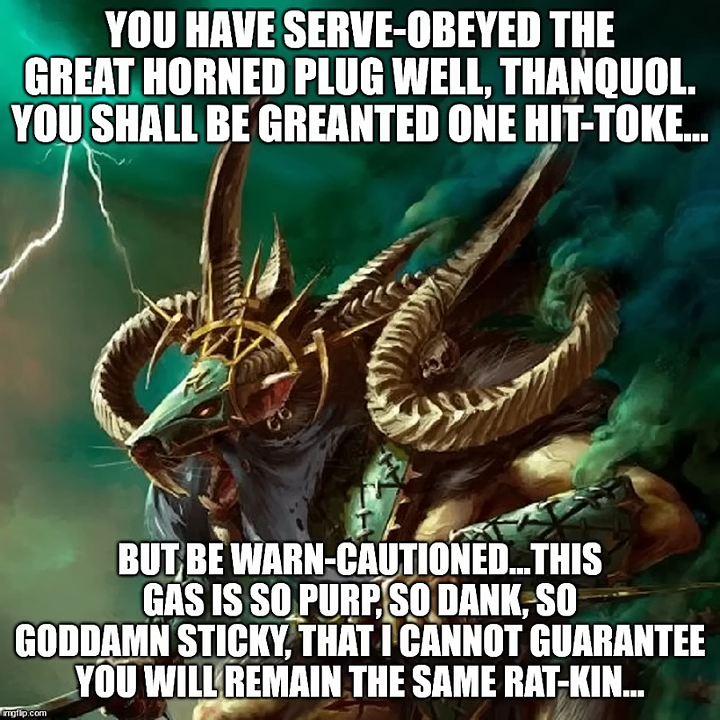 YOU HAVE SERVE-OBEYED THE
GREAT HORNED PLUG WELL, THANQUOL.
YOU SHALL BE GREANTED ONE HIT-TOKE...
BUT BE WARN-CAUTIONED...THIS
GAS IS SO PURP, SO DANK, SO
GODDAMN STICKY, THAT I CANNOT GUARANTEE
YOU WILL REMAIN THE SAME RAT-KIN...
imgflip.com